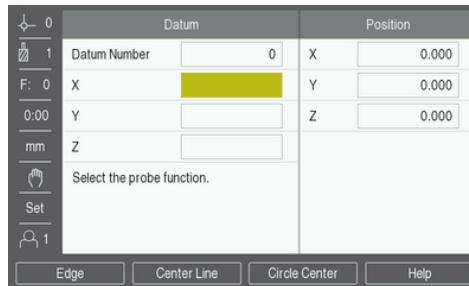 0
1
F: 0
0:00
mm
Set
1
Datum
Datum Number 0
X
Y
Z
Select the probe function.
Position
X 0.000
Y 0.000
Z 0.000
Edge
Center Line
Circle Center
Help